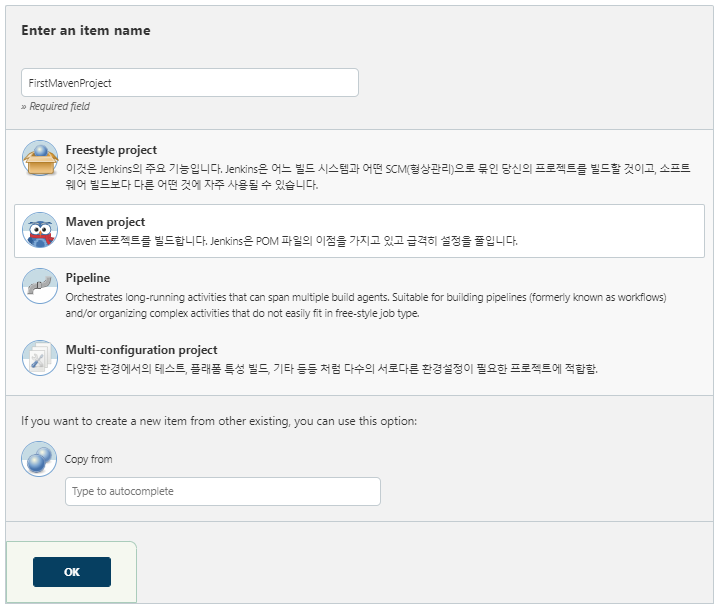 Enter an item name
FirstMavenProject
» Required field
Freestyle project
이것은 Jenkins의 주요 기능입니다. Jenkins은 어느 빌드 시스템과 어떤 SCM(형상관리)으로 묶인 당신의 프로젝트를 빌드할 것이고, 소프트
웨어 빌드보다 다른 어떤 것에 자주 사용될 수 있습니다.
Maven project
Maven 프로젝트를 빌드합니다. Jenkins은 POM 파일의 이점을 가지고 있고 급격히 설정을 줄입니다.
Pipeline
Orchestrates long-running activities that can span multiple build agents. Suitable for building pipelines (formerly known as workflows)
and/or organizing complex activities that do not easily fit in free-style job type.
Multi-configuration project
다양한 환경에서의 테스트, 플래폼 특성 빌드, 기타 등등 처럼 다수의 서로다른 환경설정이 필요한 프로젝트에 적합함.
If you want to create a new item from other existing, you can use this option:
Copy from
Type to autocomplete
OK